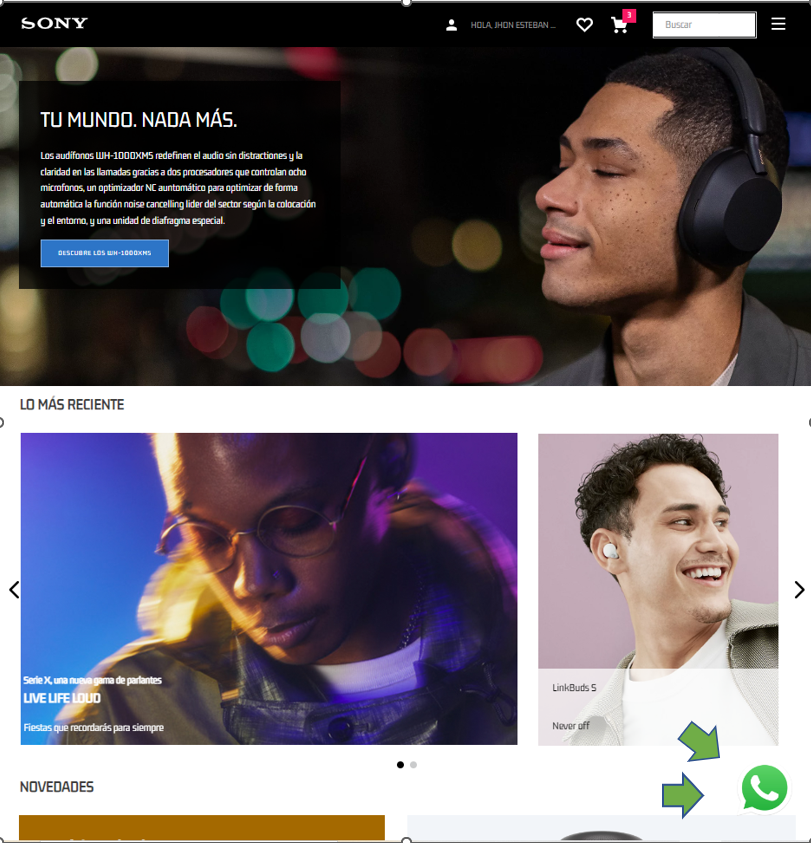 SONY
HOLA, JHON ESTEBAN ...
3
Buscar
TU MUNDO. NADA MÁS.
Los audífonos WH-1000XM5 redefinen el audio sin distractiones y la
claridad en las llamadas gracias a dos procesadores que controlan ocho
microfonos, un optimizador NC auntomático para optimizar de forma
automática la función noise cancelling lider del sector según la colocación
y el entorno, y una unidad de diafragma especial.
DESCUBRE LOS WH-1000XM5
LO MÁS RECIENTE
Serie X, una nueva gama de parlantes
LIVE LIFE LOUD
Fiestas que recordarás para siempre
LinkBuds S
Never off
NOVEDADES